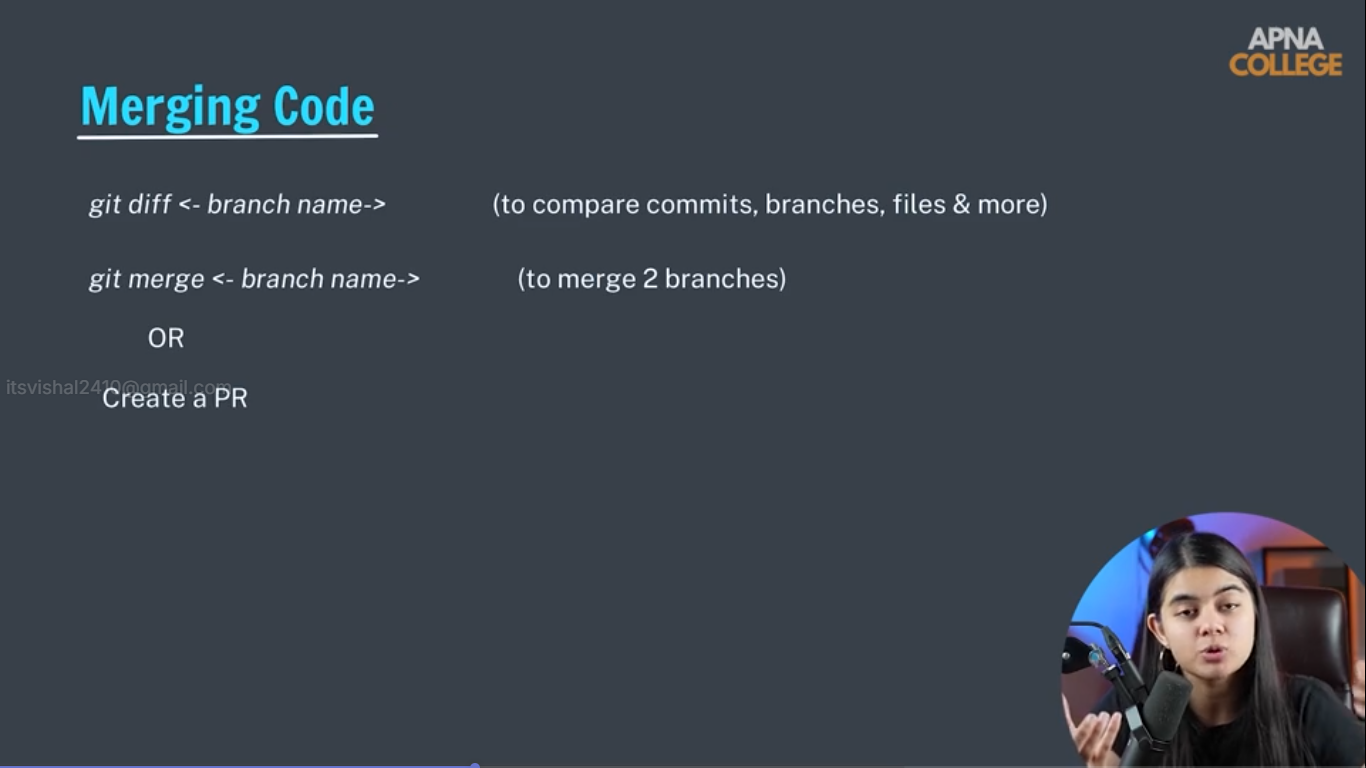 APNA
COLLEGE
Merging Code
git diff <- branch name-> (to compare commits, branches, files & more)
git merge <- branch name-> (to merge 2 branches)
OR
itsvishal2410@gmail.com
Create a PR